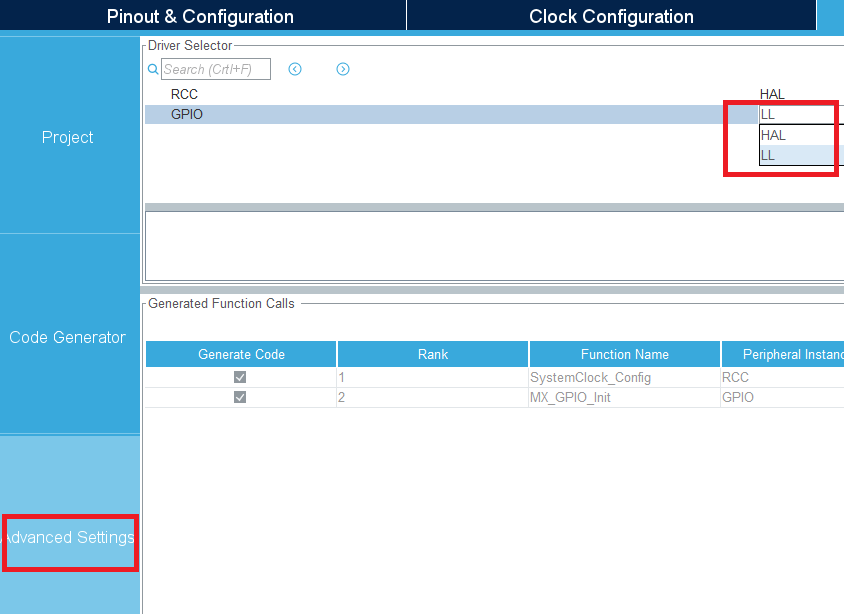 Pinout & Configuration
Clock Configuration
Driver Selector
Search (CrtI+F)
RCC
HAL
GPIO
LL
HAL
LL
Project
Code Generator
Advanced Settings
Generated Function Calls
Generate Code
Rank
Function Name
Peripheral Instanc
1
SystemClock_Config
RCC
2
MX_GPIO_Init
GPIO